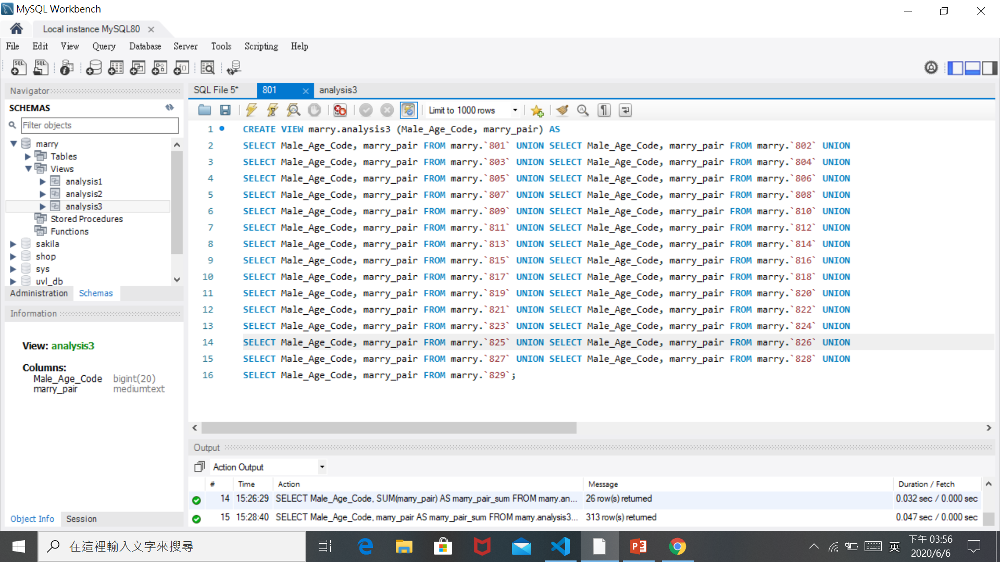 MySQL Workbench
Local instance MySQL80
File Edit View Query Database Server Tools Scripting Help
Navigator
SCHEMAS
Filter objects
marry
Tables
Views
analysis1
analysis2
analysis3
Stored Procedures
Functions
sakila
shop
sys
uvl_db
Administration Schemas
Information
View: analysis3
Columns:
Male_Age_Code bigint(20)
marry_pair mediumtext
Object Info Session
SQL File 5* 801 analysis3
Limit to 1000 rows
1 CREATE VIEW marry.analysis3 (Male_Age_Code, marry_pair) AS
2 SELECT Male_Age_Code, marry_pair FROM marry.`801` UNION SELECT Male_Age_Code, marry_pair FROM marry.`802` UNION
3 SELECT Male_Age_Code, marry_pair FROM marry.`803` UNION SELECT Male_Age_Code, marry_pair FROM marry.`804` UNION
4 SELECT Male_Age_Code, marry_pair FROM marry.`805` UNION SELECT Male_Age_Code, marry_pair FROM marry.`806` UNION
5 SELECT Male_Age_Code, marry_pair FROM marry.`807` UNION SELECT Male_Age_Code, marry_pair FROM marry.`808` UNION
6 SELECT Male_Age_Code, marry_pair FROM marry.`809` UNION SELECT Male_Age_Code, marry_pair FROM marry.`810` UNION
7 SELECT Male_Age_Code, marry_pair FROM marry.`811` UNION SELECT Male_Age_Code, marry_pair FROM marry.`812` UNION
8 SELECT Male_Age_Code, marry_pair FROM marry.`813` UNION SELECT Male_Age_Code, marry_pair FROM marry.`814` UNION
9 SELECT Male_Age_Code, marry_pair FROM marry.`815` UNION SELECT Male_Age_Code, marry_pair FROM marry.`816` UNION
10 SELECT Male_Age_Code, marry_pair FROM marry.`817` UNION SELECT Male_Age_Code, marry_pair FROM marry.`818` UNION
11 SELECT Male_Age_Code, marry_pair FROM marry.`819` UNION SELECT Male_Age_Code, marry_pair FROM marry.`820` UNION
12 SELECT Male_Age_Code, marry_pair FROM marry.`821` UNION SELECT Male_Age_Code, marry_pair FROM marry.`822` UNION
13 SELECT Male_Age_Code, marry_pair FROM marry.`823` UNION SELECT Male_Age_Code, marry_pair FROM marry.`824` UNION
14 SELECT Male_Age_Code, marry_pair FROM marry.`825` UNION SELECT Male_Age_Code, marry_pair FROM marry.`826` UNION
15 SELECT Male_Age_Code, marry_pair FROM marry.`827` UNION SELECT Male_Age_Code, marry_pair FROM marry.`828` UNION
16 SELECT Male_Age_Code, marry_pair FROM marry.`829`;
Output
Action Output
# Time Action Message Duration / Fetch
14 15:26:29 SELECT Male_Age_Code, SUM(marry_pair) AS marry_pair_sum FROM marry.an... 26 row(s) returned 0.032 sec / 0.000 sec
15 15:28:40 SELECT Male_Age_Code, marry_pair AS marry_pair_sum FROM marry.analysis3... 313 row(s) returned 0.047 sec / 0.000 sec
在這裡輸入文字來搜尋
英
下午 03:56
2020/6/6